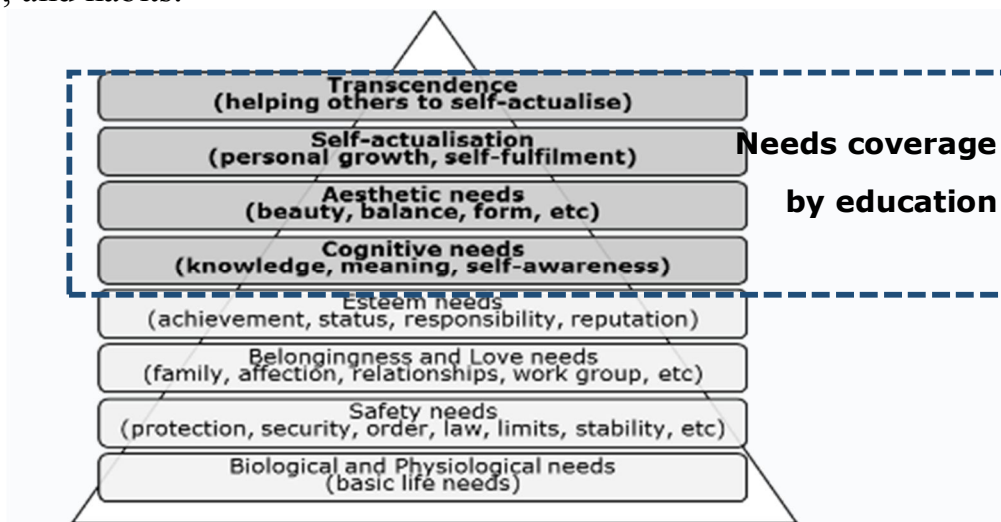 , and habits.
Transcendence
(helping others to self-actualise)
Self-actualisation
(personal growth, self-fulfilment)
Aesthetic needs
(beauty, balance, form, etc)
Cognitive needs
(knowledge, meaning, self-awareness)
Esteem needs
(achievement, status, responsibility, reputation)
Belongingness and Love needs
(family, affection, relationships, work group, etc)
Safety needs
(protection, security, order, law, limits, stability, etc)
Biological and Physiological needs
(basic life needs)
Needs coverage
by education